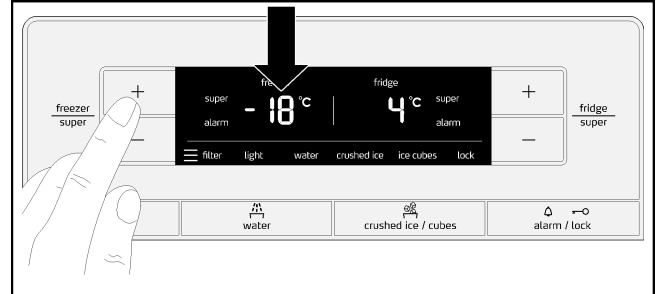 freezer
super
+
−
fre
super
alarm
-18 °C
fridge
4 °C
super
alarm
filter light water crushed ice ice cubes lock
+
−
fridge
super
water
crushed ice / cubes
alarm / lock